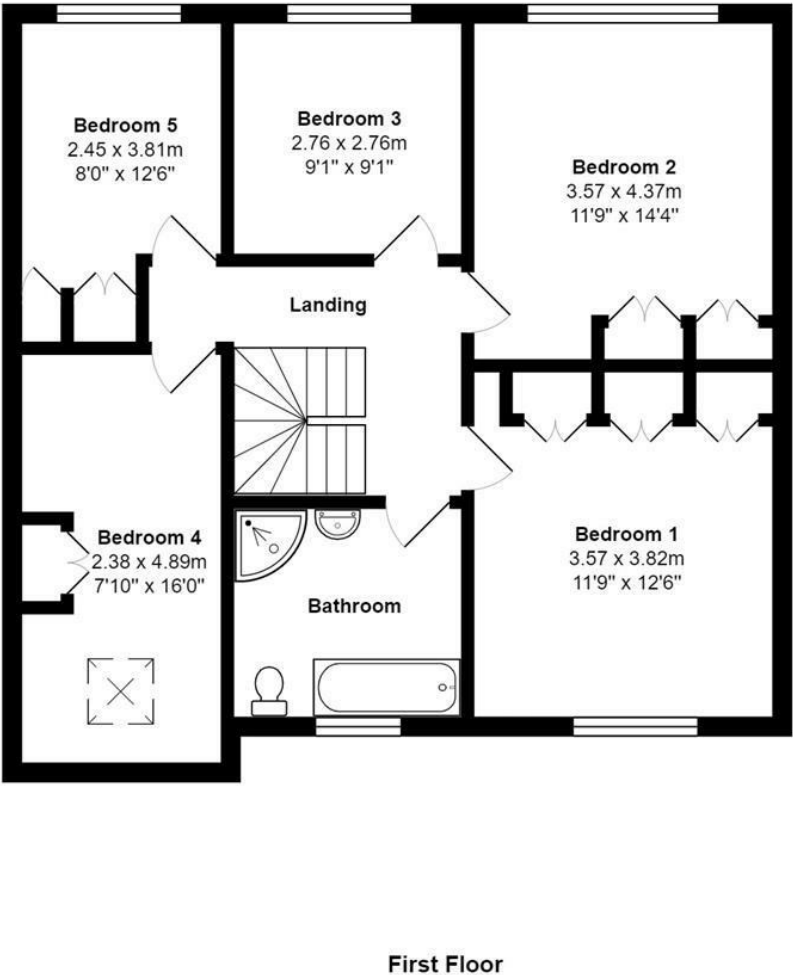 Bedroom 5
2.45 x 3.81m
8'0" x 12'6"
Bedroom 3
2.76 x 2.76m
9'1" x 9'1"
Bedroom 2
3.57 x 4.37m
11'9" x 14'4"
Landing
Bedroom 4
2.38 x 4.89m
7'10" x 16'0"
Bedroom 1
3.57 x 3.82m
11'9" x 12'6"
Bathroom
First Floor